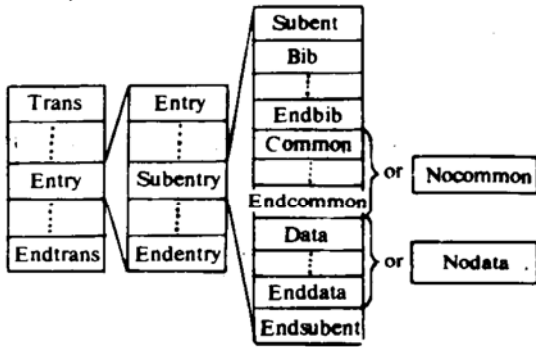 Trans
Entry
Endtrans
Entry
Subentry
Endentry
Subent
Bib
Endbib
Common
Endcommon
Data
Enddata
Endsubent
or
Nocommon
or
Nodata